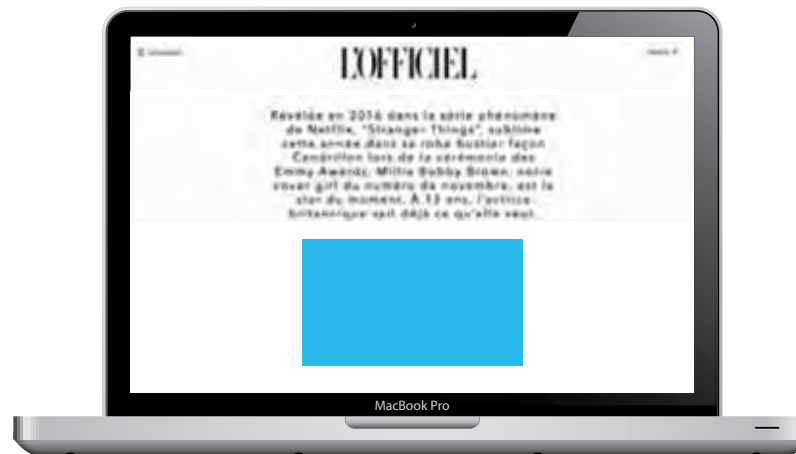 L'OFFICIEL
Révélée en 2016 dans la série phénomène
de Netflix, "Stranger Things", sublime
cette année dans sa robe bustier façon
Cendrillon lors de la cérémonie des
Emmy Awards, Millie Bobby Brown, notre
cover girl du numéro de novembre, est la
star du moment. À 13 ans, l'actrice
britannique sait déjà ce qu'elle veut.
MacBook Pro